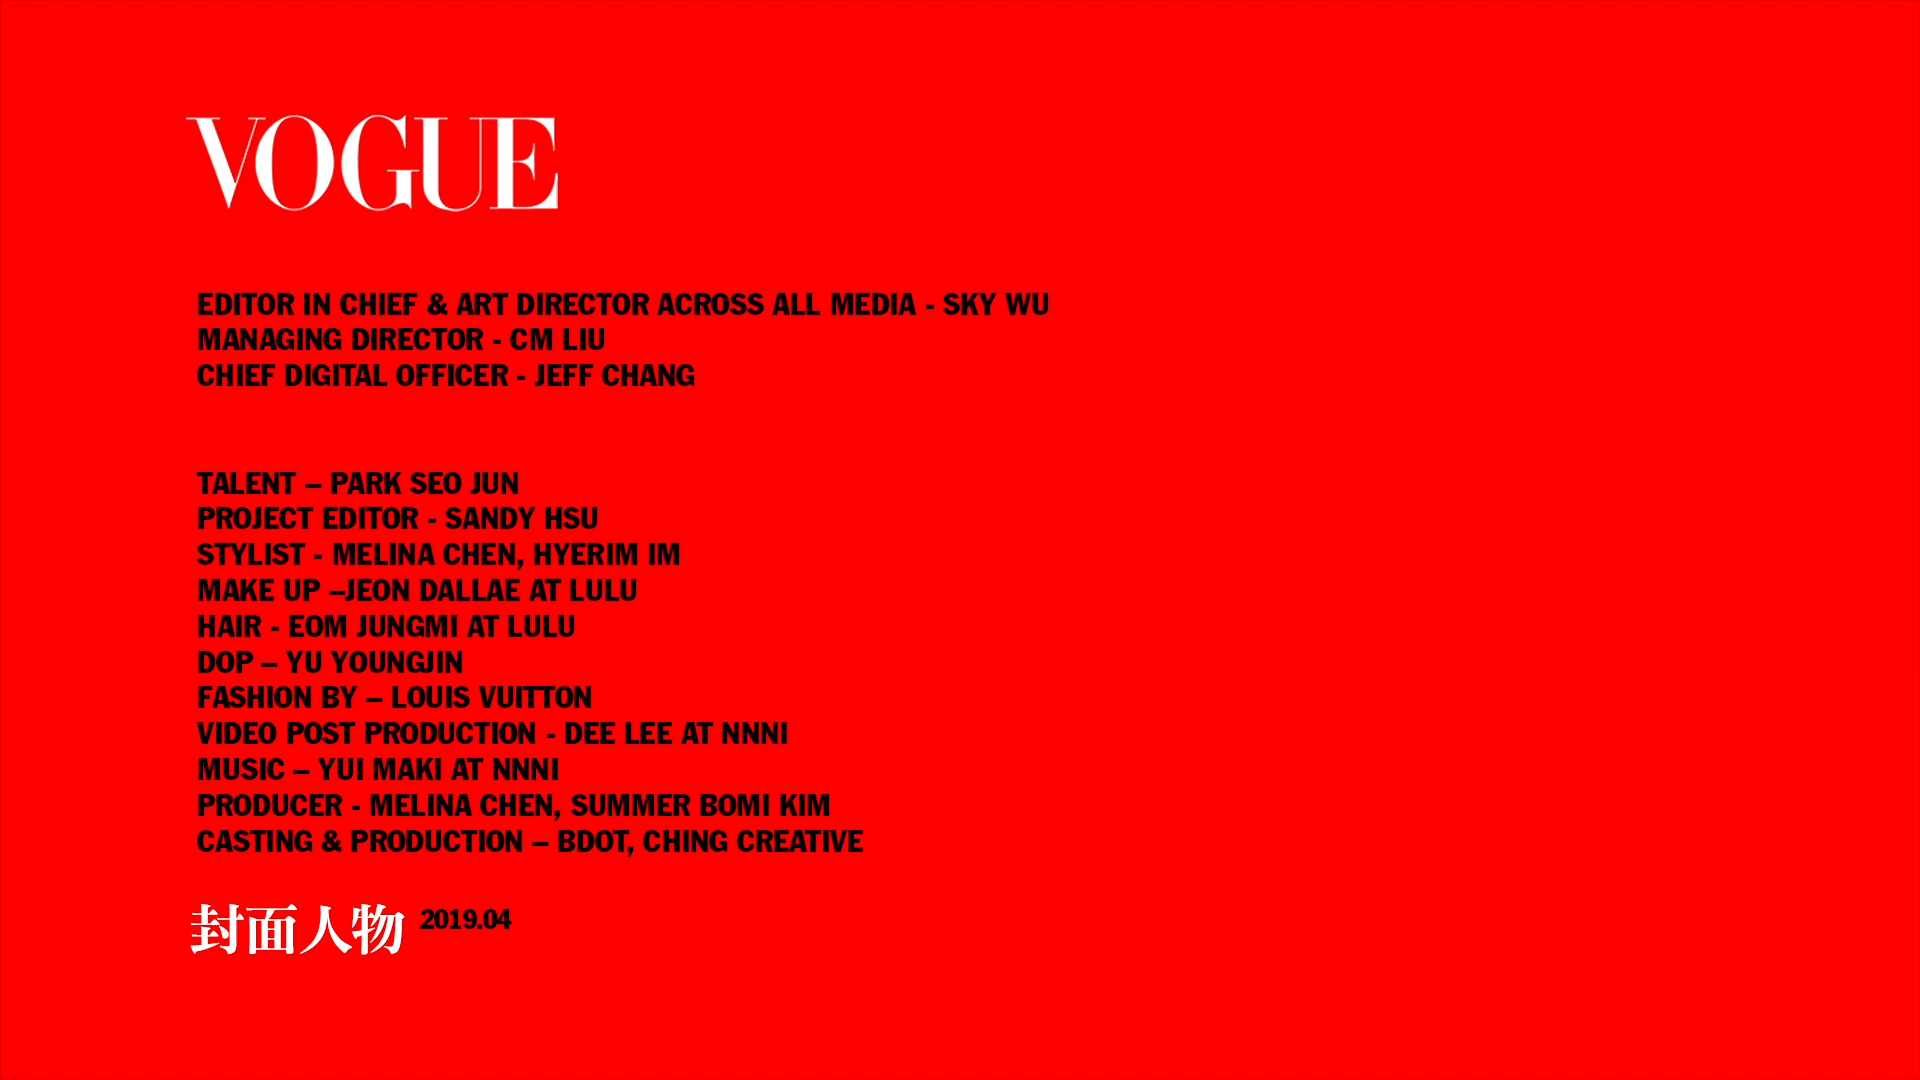 VOGUE
EDITOR IN CHIEF & ART DIRECTOR ACROSS ALL MEDIA - SKY WU
MANAGING DIRECTOR - CM LIU
CHIEF DIGITAL OFFICER - JEFF CHANG
TALENT – PARK SEO JUN
PROJECT EDITOR - SANDY HSU
STYLIST - MELINA CHEN, HYERIM IM
MAKE UP –JEON DALLAE AT LULU
HAIR - EOM JUNGMI AT LULU
DOP – YU YOUNGJIN
FASHION BY – LOUIS VUITTON
VIDEO POST PRODUCTION - DEE LEE AT NNNI
MUSIC – YUI MAKI AT NNNI
PRODUCER - MELINA CHEN, SUMMER BOMI KIM
CASTING & PRODUCTION – BDOT, CHING CREATIVE
封面人物 2019.04